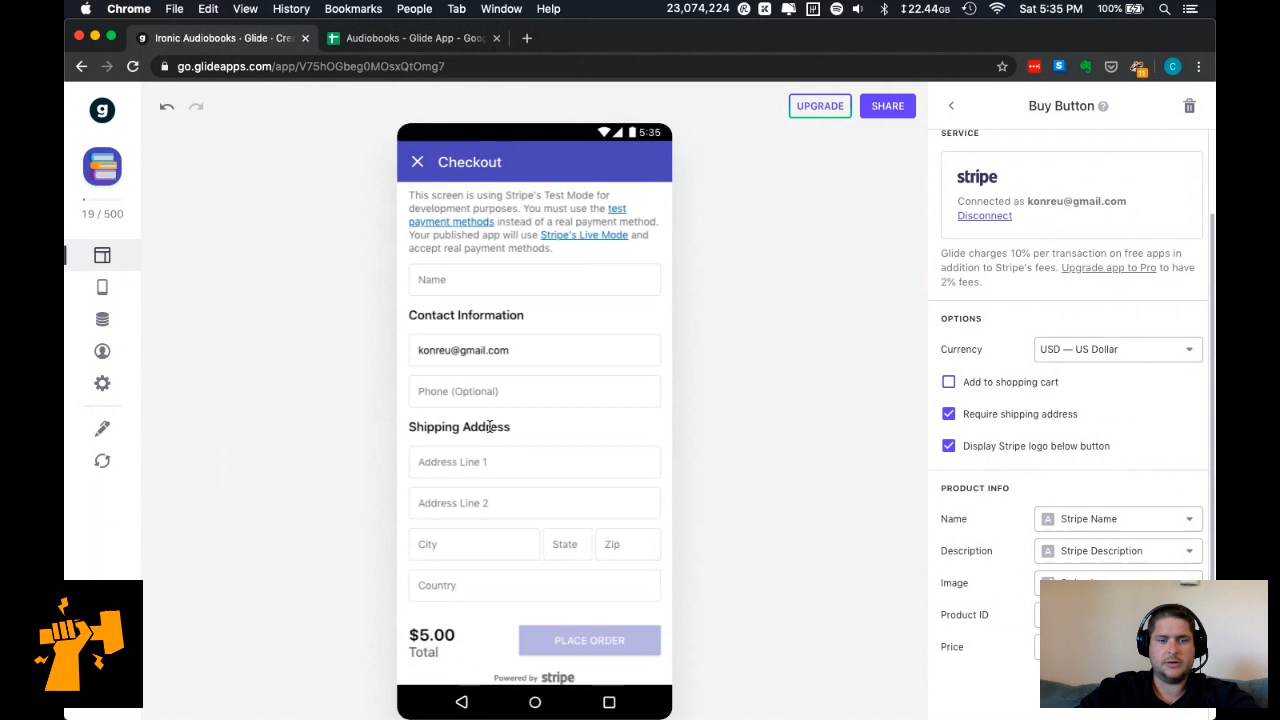 Chrome File Edit View History Bookmarks People Tab Window Help 23,074,224 22.44GB Sat 5:35 PM 100%
Ironic Audiobooks · Glide · Cre
Audiobooks - Glide App - Goo
go.glideapps.com/app/V75hOGbeg0MOsxQtOmg7
11
C
g
19 / 500
UPGRADE
SHARE
5:35
Checkout
This screen is using Stripe's Test Mode for
development purposes. You must use the test
payment methods instead of a real payment method.
Your published app will use Stripe's Live Mode and
accept real payment methods.
Name
Contact Information
konreu@gmail.com
Phone (Optional)
Shipping Address
Address Line 1
Address Line 2
City State Zip
Country
$5.00
Total
PLACE ORDER
Powered by stripe
Buy Button
SERVICE
stripe
Connected as konreu@gmail.com
Disconnect
Glide charges 10% per transaction on free apps in
addition to Stripe's fees. Upgrade app to Pro to have
2% fees.
OPTIONS
Currency USD — US Dollar
Add to shopping cart
Require shipping address
Display Stripe logo below button
PRODUCT INFO
Name A Stripe Name
Description A Stripe Description
Image
Product ID
Price